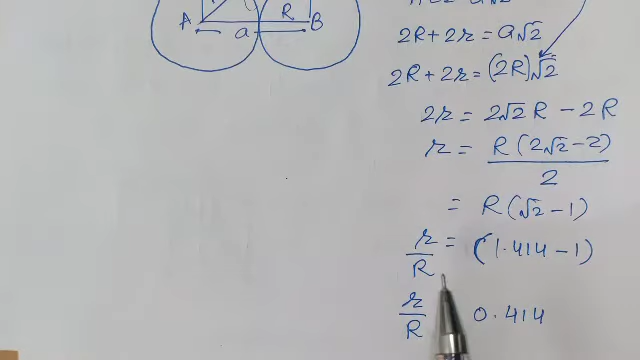 A R B
a
2R + 2r = a√2
2R + 2r = (2R)√2
2r = 2√2 R - 2R
r = R(2√2 - 2)
2
= R(√2 - 1)
r/R = (1.414 - 1)
r/R 0.414